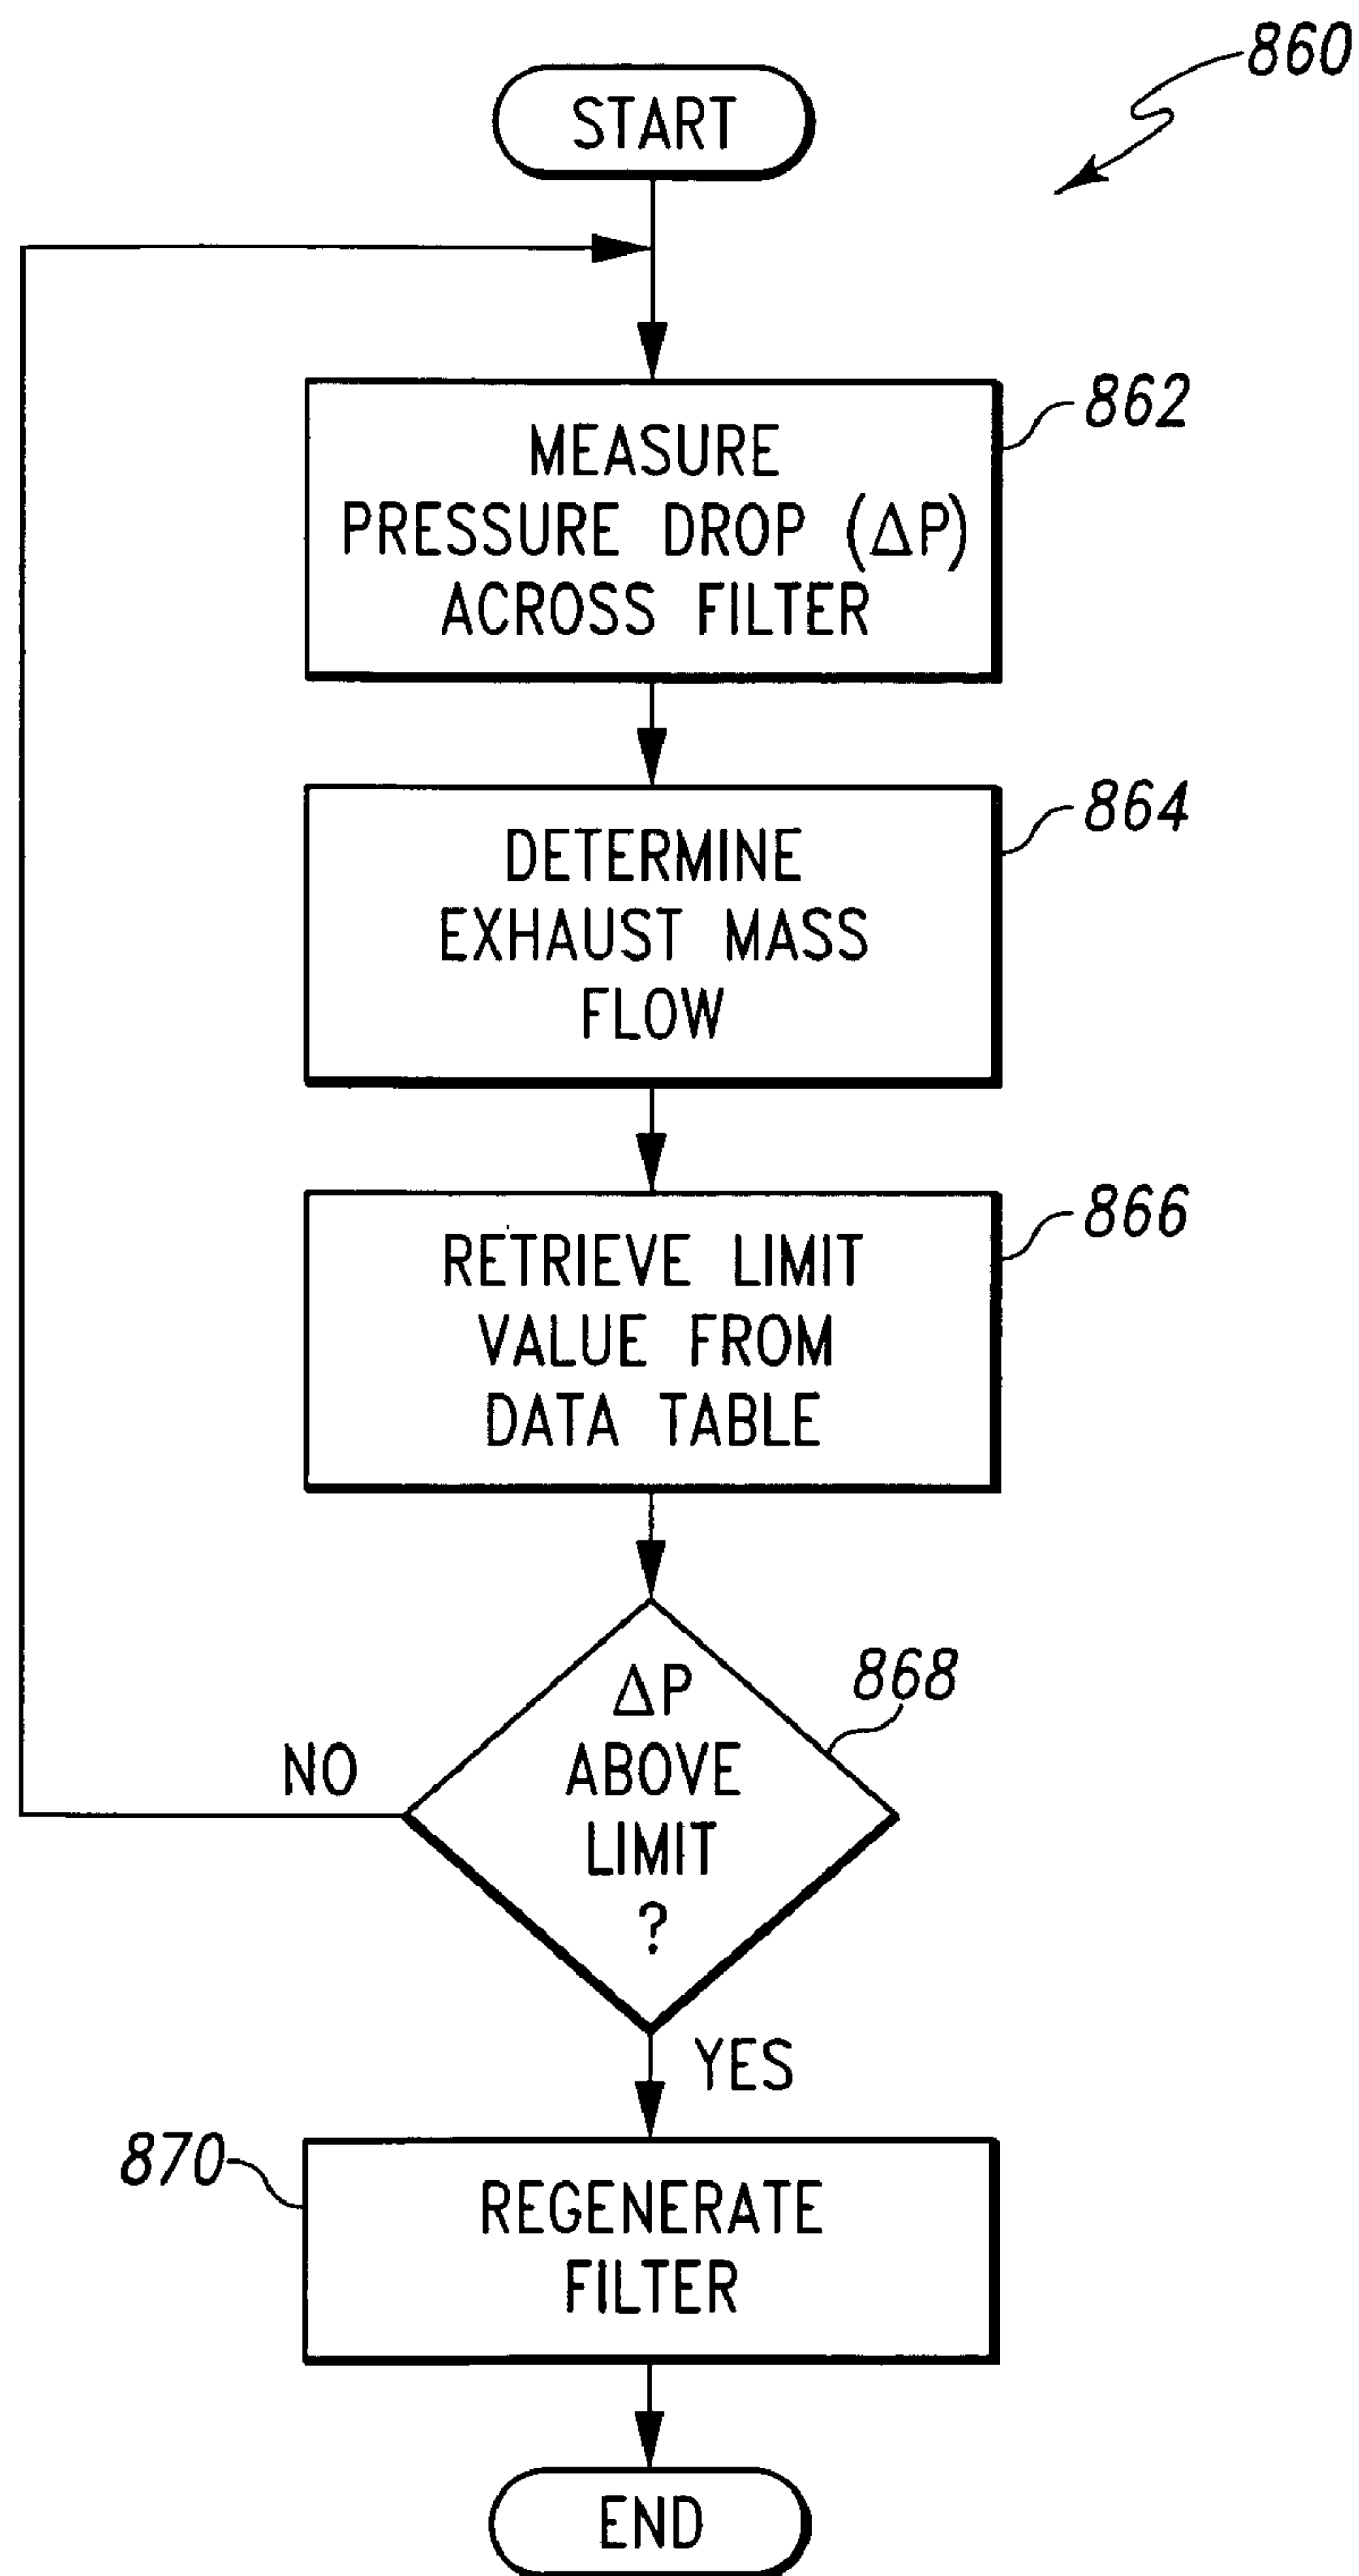 860
START
862
MEASURE
PRESSURE DROP (ΔP)
ACROSS FILTER
864
DETERMINE
EXHAUST MASS
FLOW
866
RETRIEVE LIMIT
VALUE FROM
DATA TABLE
868
ΔP
ABOVE
LIMIT
?
NO
YES
870
REGENERATE
FILTER
END